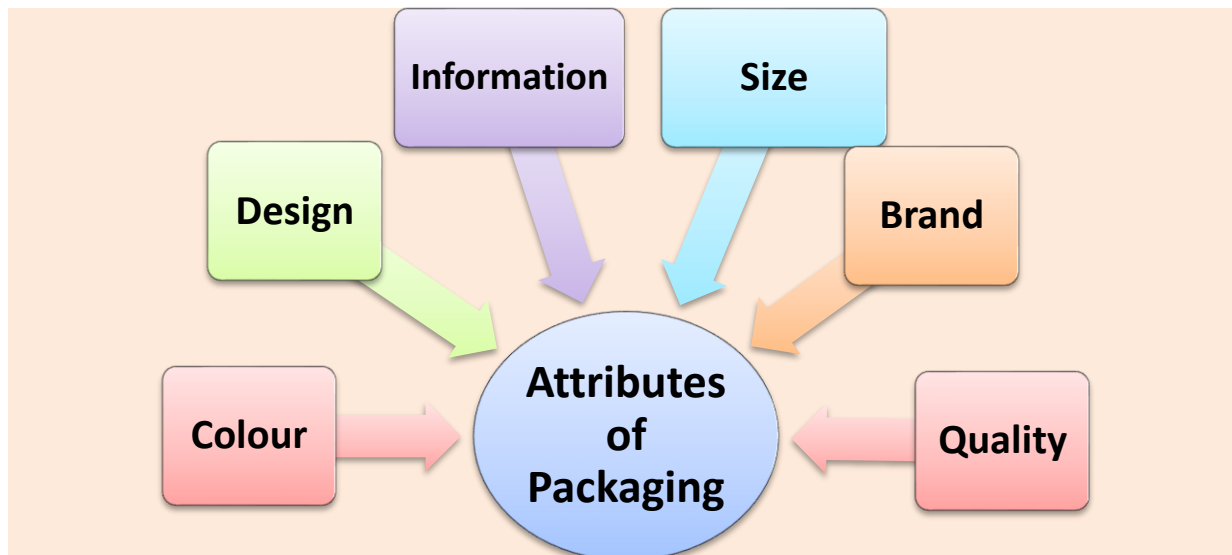 Information
Size
Design
Brand
Colour
Attributes
of
Packaging
Quality